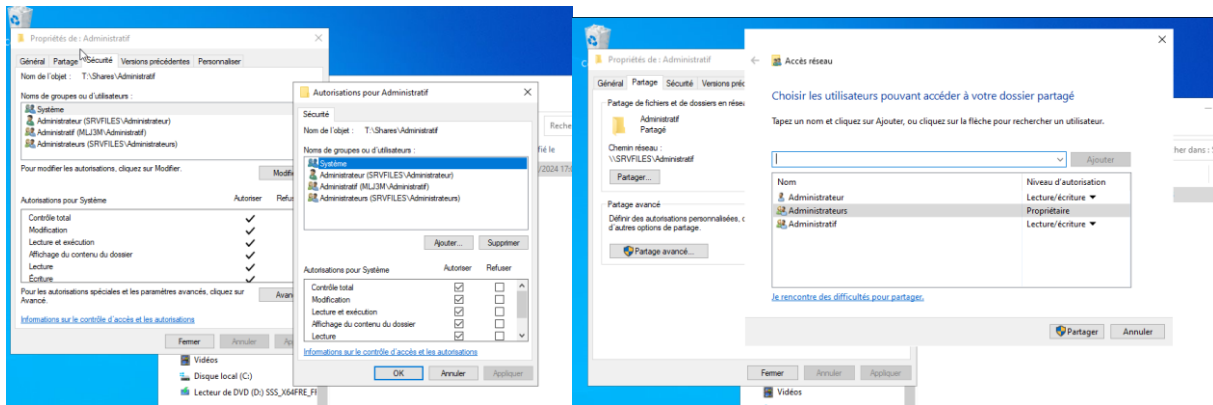 Propriétés de : Administratif
Général Partage Sécurité Versions précédentes Personnaliser
Nom de l'objet : T:\Shares\Administratif
Noms de groupes ou d'utilisateurs :
Système
Administrateur (SRVFILES\Administrateur)
Administratif (MLJ3M\Administratif)
Administrateurs (SRVFILES\Administrateurs)
Pour modifier les autorisations, cliquez sur Modifier.
Autorisations pour Système
Autoriser
Contrôle total
Modification
Lecture et exécution
Affichage du contenu du dossier
Lecture
Écriture
Pour les autorisations spéciales et les paramètres avancés, cliquez sur
Avancé.
Informations sur le contrôle d'accès et les autorisations
Fermer Annuler
Vidéos
Disque local (C:)
Lecteur de DVD (D:) SSS_X64FRE_FI
Autorisations pour Administratif
Sécurité
Nom de l'objet : T:\Shares\Administratif
Noms de groupes ou d'utilisateurs :
Système
Administrateur (SRVFILES\Administrateur)
Administratif (MLJ3M\Administratif)
Administrateurs (SRVFILES\Administrateurs)
Ajouter... Supprimer
Autorisations pour Système Autoriser Refuser
Contrôle total
Modification
Lecture et exécution
Affichage du contenu du dossier
Lecture
Informations sur le contrôle d'accès et les autorisations
OK Annuler Appliquer
Propriétés de : Administratif
Général Partage Sécurité Versions préc
Partage de fichiers et de dossiers en résea
Administratif
Partagé
Chemin réseau :
\\SRVFILES\Administratif
Partager...
Partage avancé
Définir des autorisations personnalisées, c
d'autres options de partage.
Partage avancé...
Fermer Annuler Appliquer
Vidéos
Accès réseau
Choisir les utilisateurs pouvant accéder à votre dossier partagé
Tapez un nom et cliquez sur Ajouter, ou cliquez sur la flèche pour rechercher un utilisateur.
Ajouter
Nom Niveau d'autorisation
Administrateur Lecture/écriture
Administrateurs Propriétaire
Administratif Lecture/écriture
Je rencontre des difficultés pour partager.
Partager Annuler